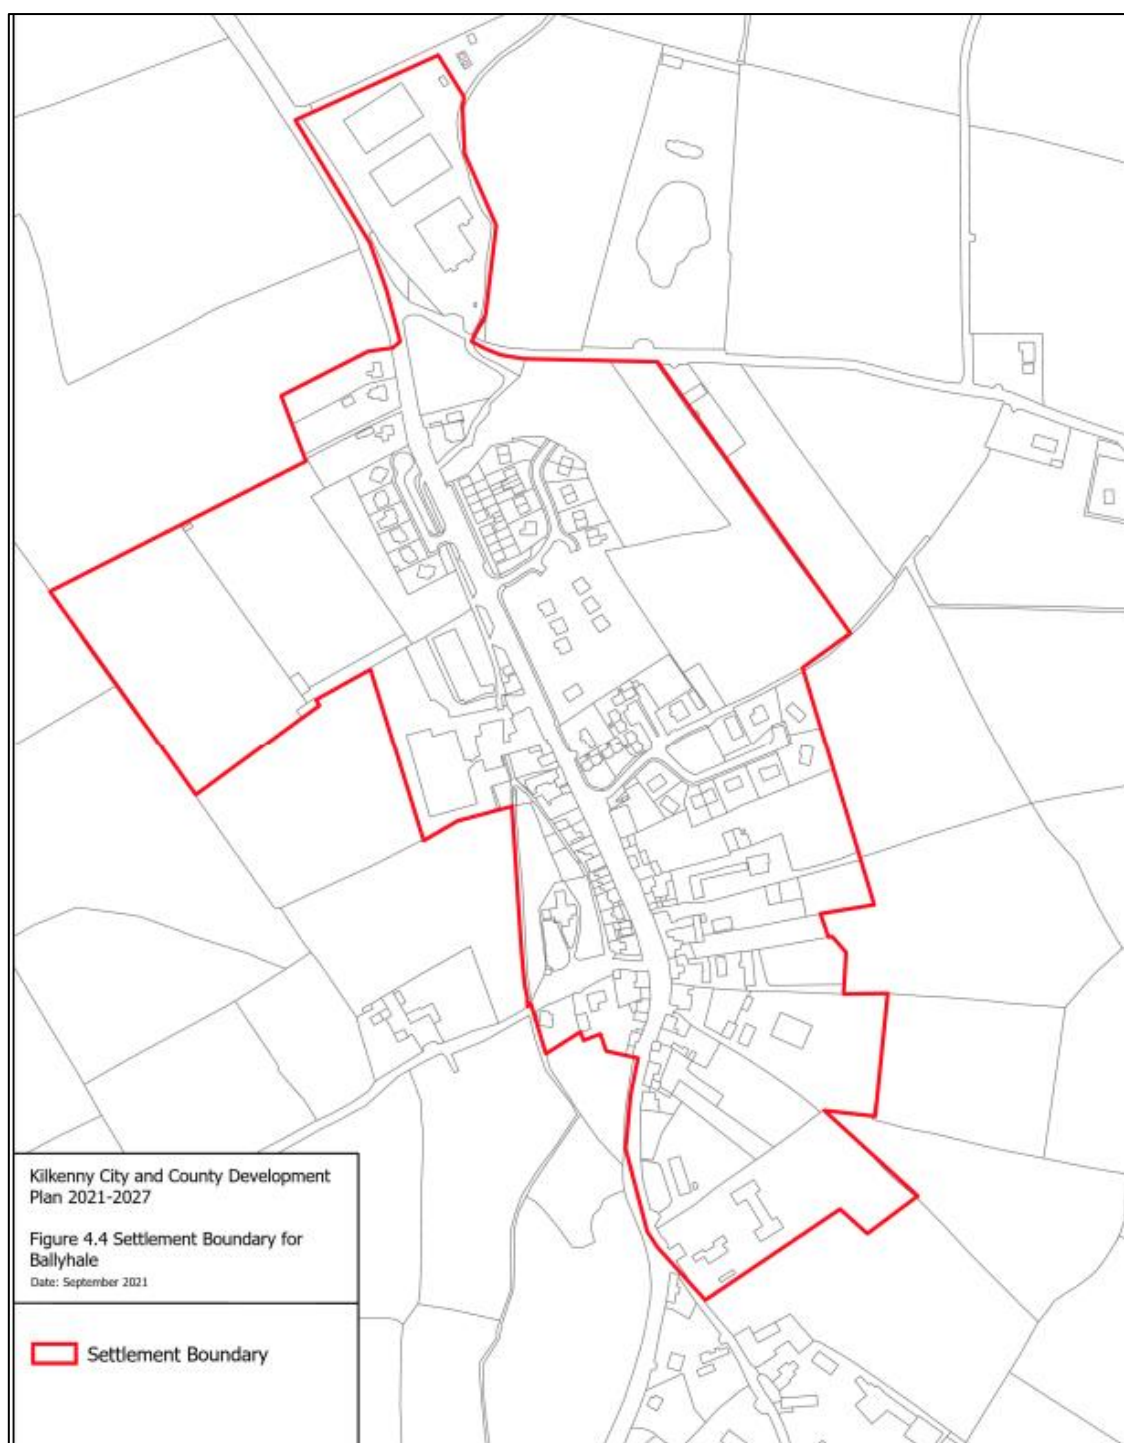 Kilkenny City and County Development
Plan 2021-2027
Figure 4.4 Settlement Boundary for
Ballyhale
Date: September 2021
Settlement Boundary